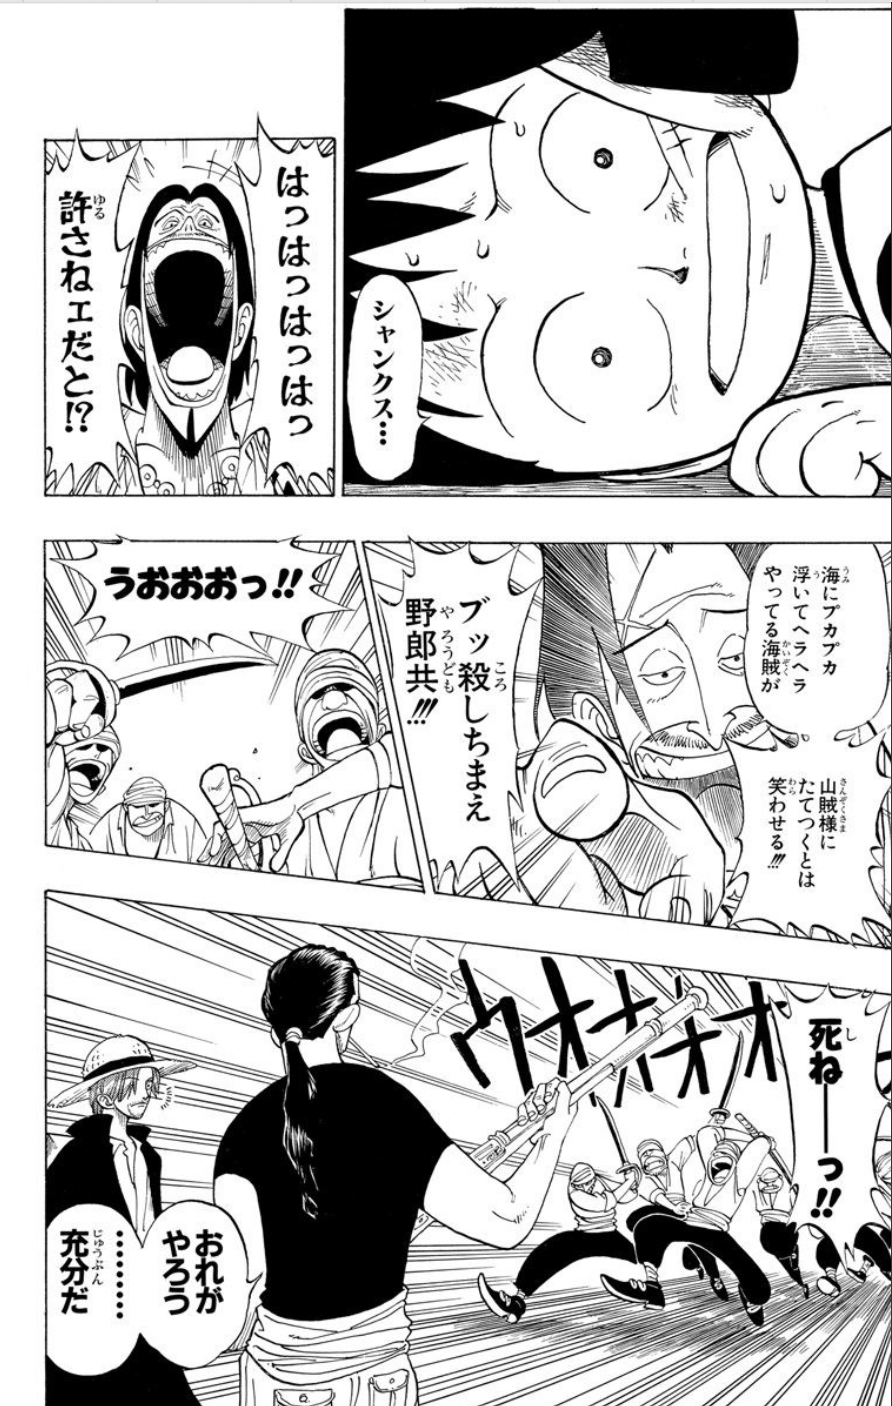 シャンクス…
はっはっはっはっはっ
許さねェだと!?
海にプカプカ
浮いてヘラヘラ
やってる海賊が
山賊様に
たてつくとは
笑わせる!!!
ブッ殺しちまえ
野郎共!!!
うおおおっ!!
死ね――っ!!
ウオオオオ
おれが
やろう
………
充分だ